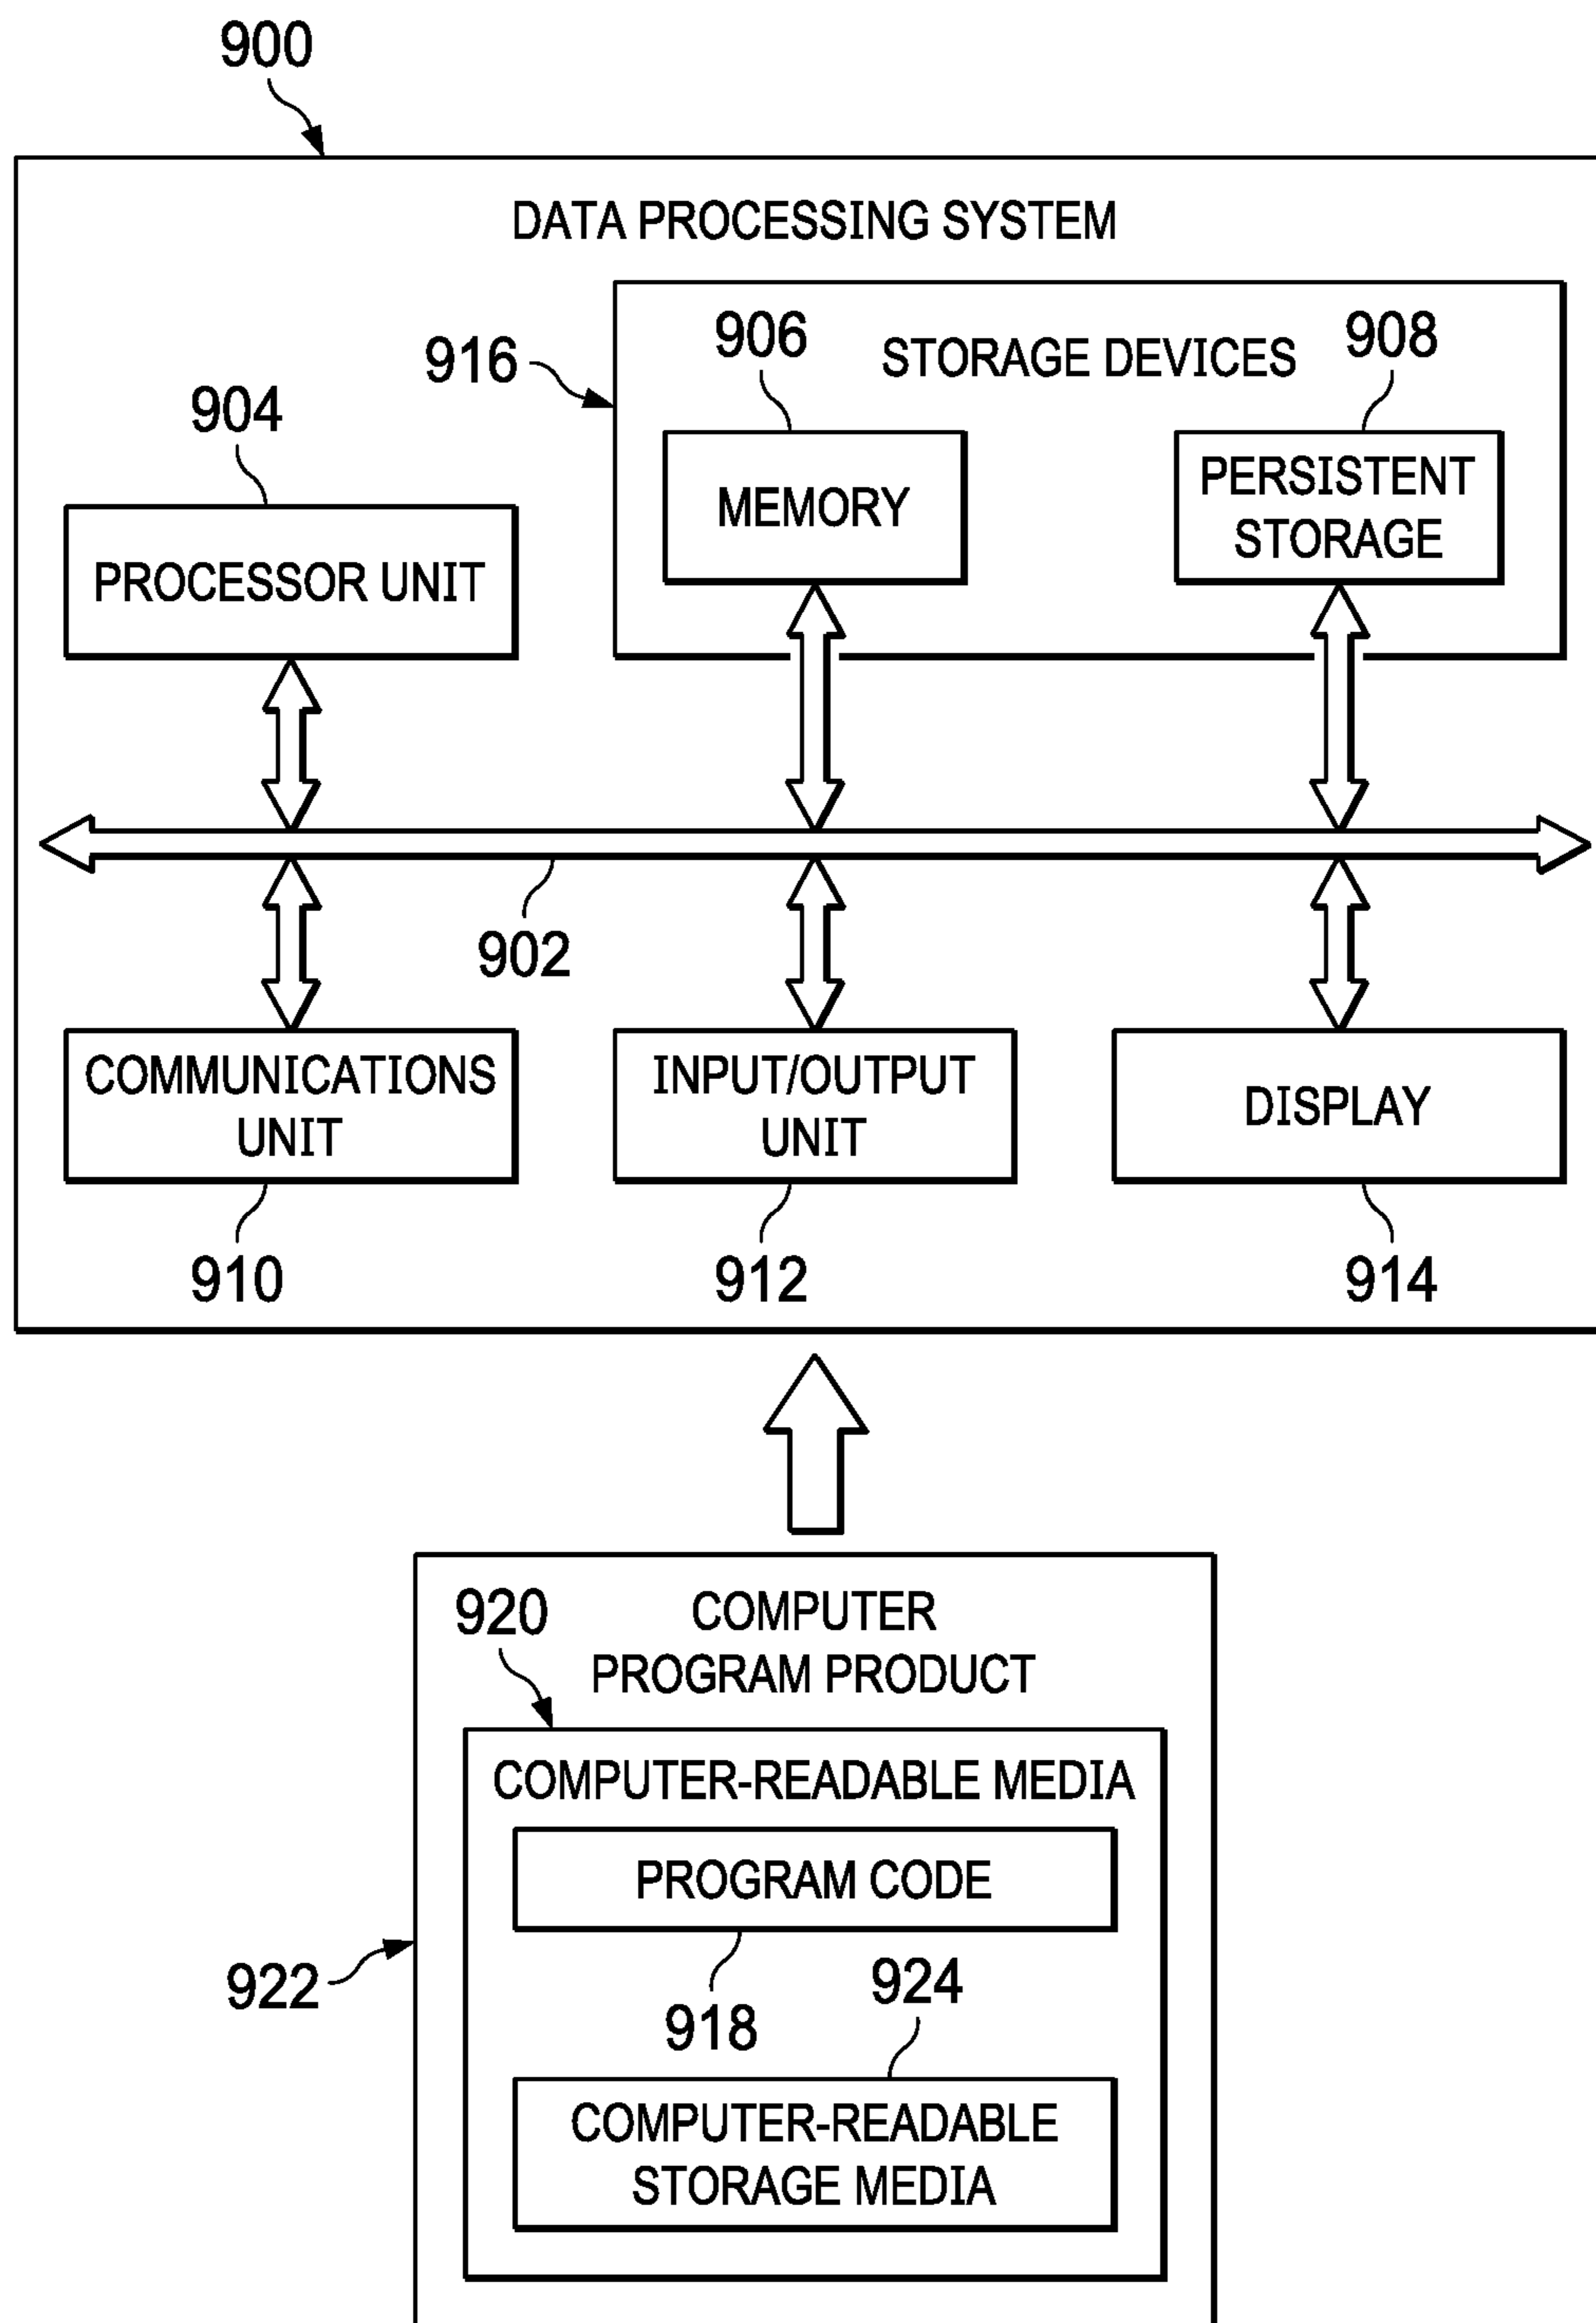 900
DATA PROCESSING SYSTEM
916
906
STORAGE DEVICES
908
904
MEMORY
PERSISTENT
STORAGE
PROCESSOR UNIT
902
COMMUNICATIONS
UNIT
INPUT/OUTPUT
UNIT
DISPLAY
910
912
914
920
COMPUTER
PROGRAM PRODUCT
COMPUTER-READABLE MEDIA
PROGRAM CODE
922
918
924
COMPUTER-READABLE
STORAGE MEDIA